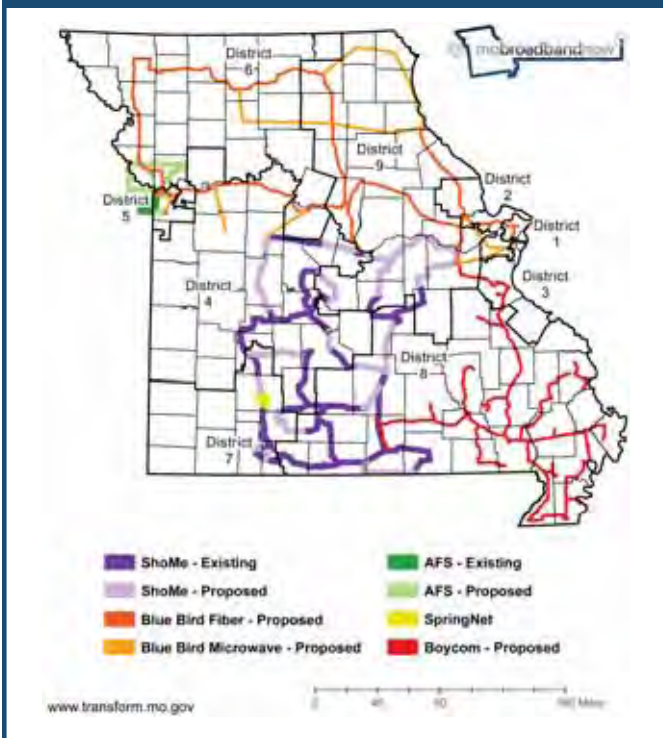 mobroadbandnow
District
6
District
9
District
2
District
5
District
1
District
3
District
4
District
8
District
7
ShoMe - Existing
ShoMe - Proposed
Blue Bird Fiber - Proposed
Blue Bird Microwave - Proposed
AFS - Existing
AFS - Proposed
SpringNet
Boycom - Proposed
www.transform.mo.gov